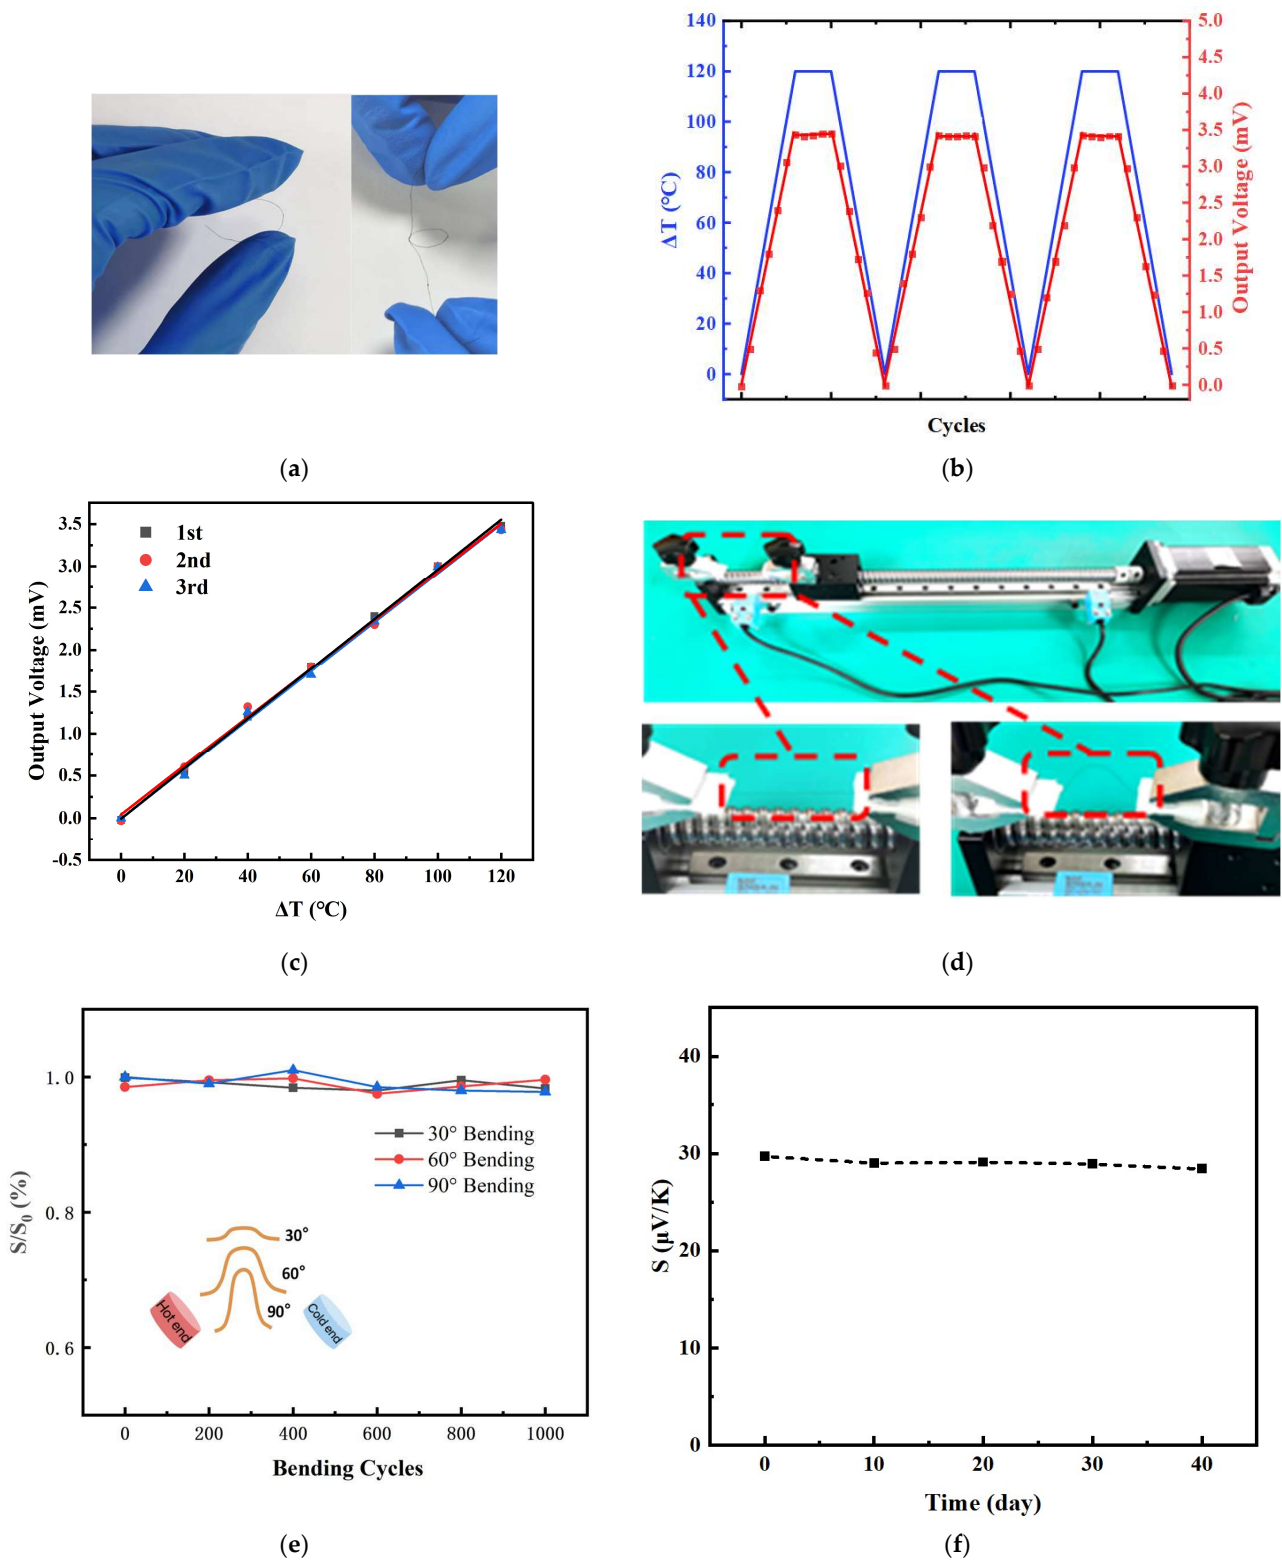 140
120
100
80
60
40
20
0
ΔT (℃)
5.0
4.5
4.0
3.5
3.0
2.5
2.0
1.5
1.0
0.5
0.0
Output Voltage (mV)
Cycles
(a)
(b)
3.5
3.0
2.5
2.0
1.5
1.0
0.5
0.0
-0.5
Output Voltage (mV)
1st
2nd
3rd
0 20 40 60 80 100 120
ΔT (℃)
(c)
(d)
1.0
0.8
0.6
S/S0 (%)
30° Bending
60° Bending
90° Bending
30°
60°
90°
Hot end
Cold end
0 200 400 600 800 1000
Bending Cycles
(e)
40
30
20
10
0
S (μV/K)
0 10 20 30 40
Time (day)
(f)